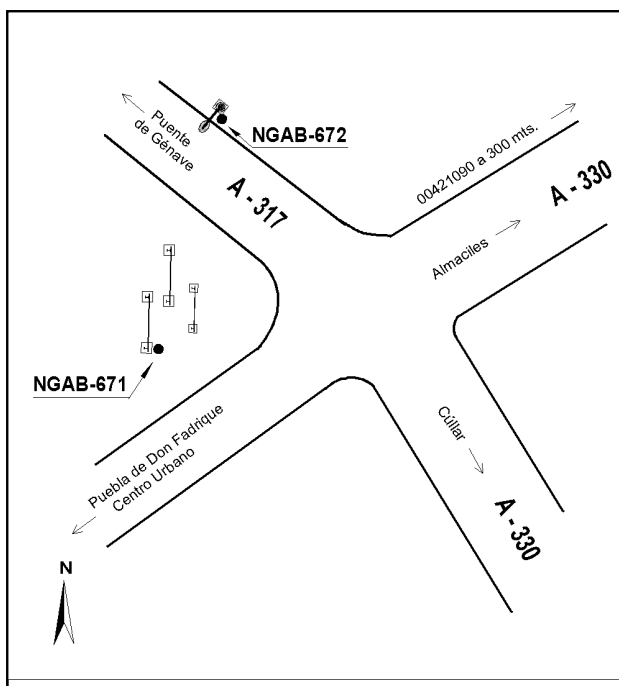 Puente
de Génave
NGAB-672
A - 317
00421090 a 300 mts.
A - 330
Almaciles
NGAB-671
Cúllar
Puebla de Don Fadrique
Centro Urbano
A - 330
N